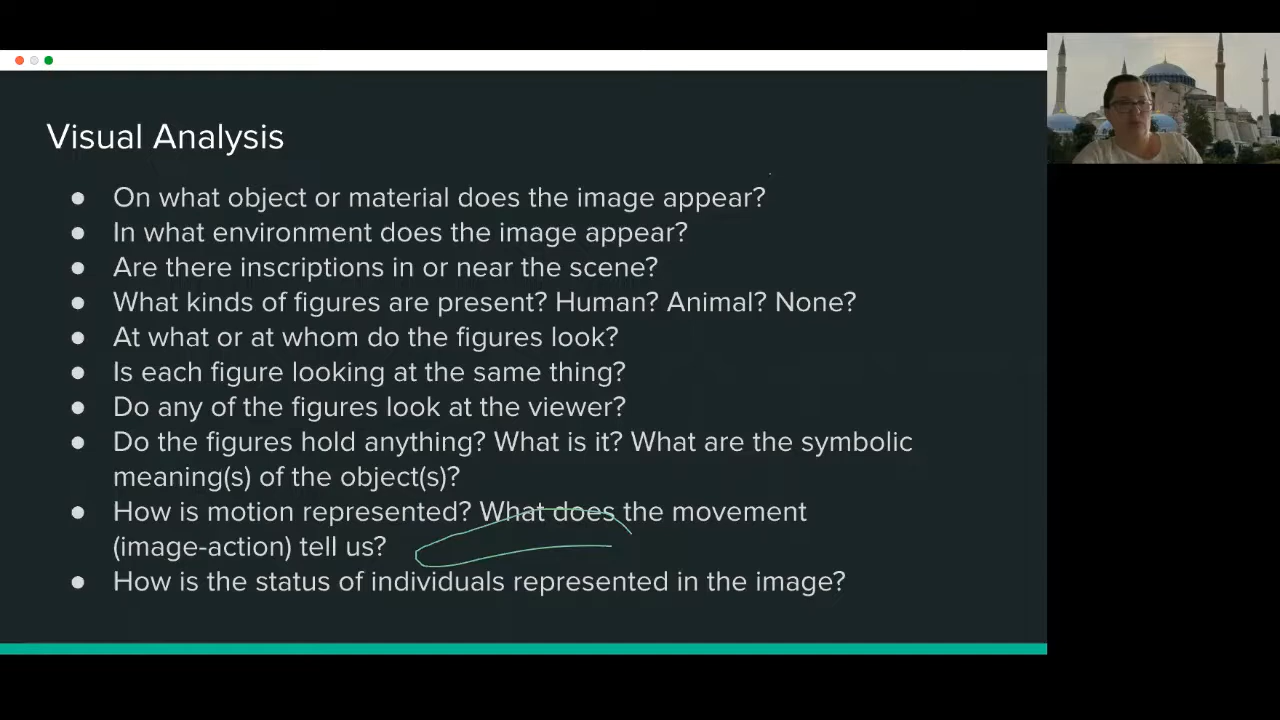 Visual Analysis
● On what object or material does the image appear?
● In what environment does the image appear?
● Are there inscriptions in or near the scene?
● What kinds of figures are present? Human? Animal? None?
● At what or at whom do the figures look?
● Is each figure looking at the same thing?
● Do any of the figures look at the viewer?
● Do the figures hold anything? What is it? What are the symbolic
meaning(s) of the object(s)?
● How is motion represented? What does the movement
(image-action) tell us?
● How is the status of individuals represented in the image?